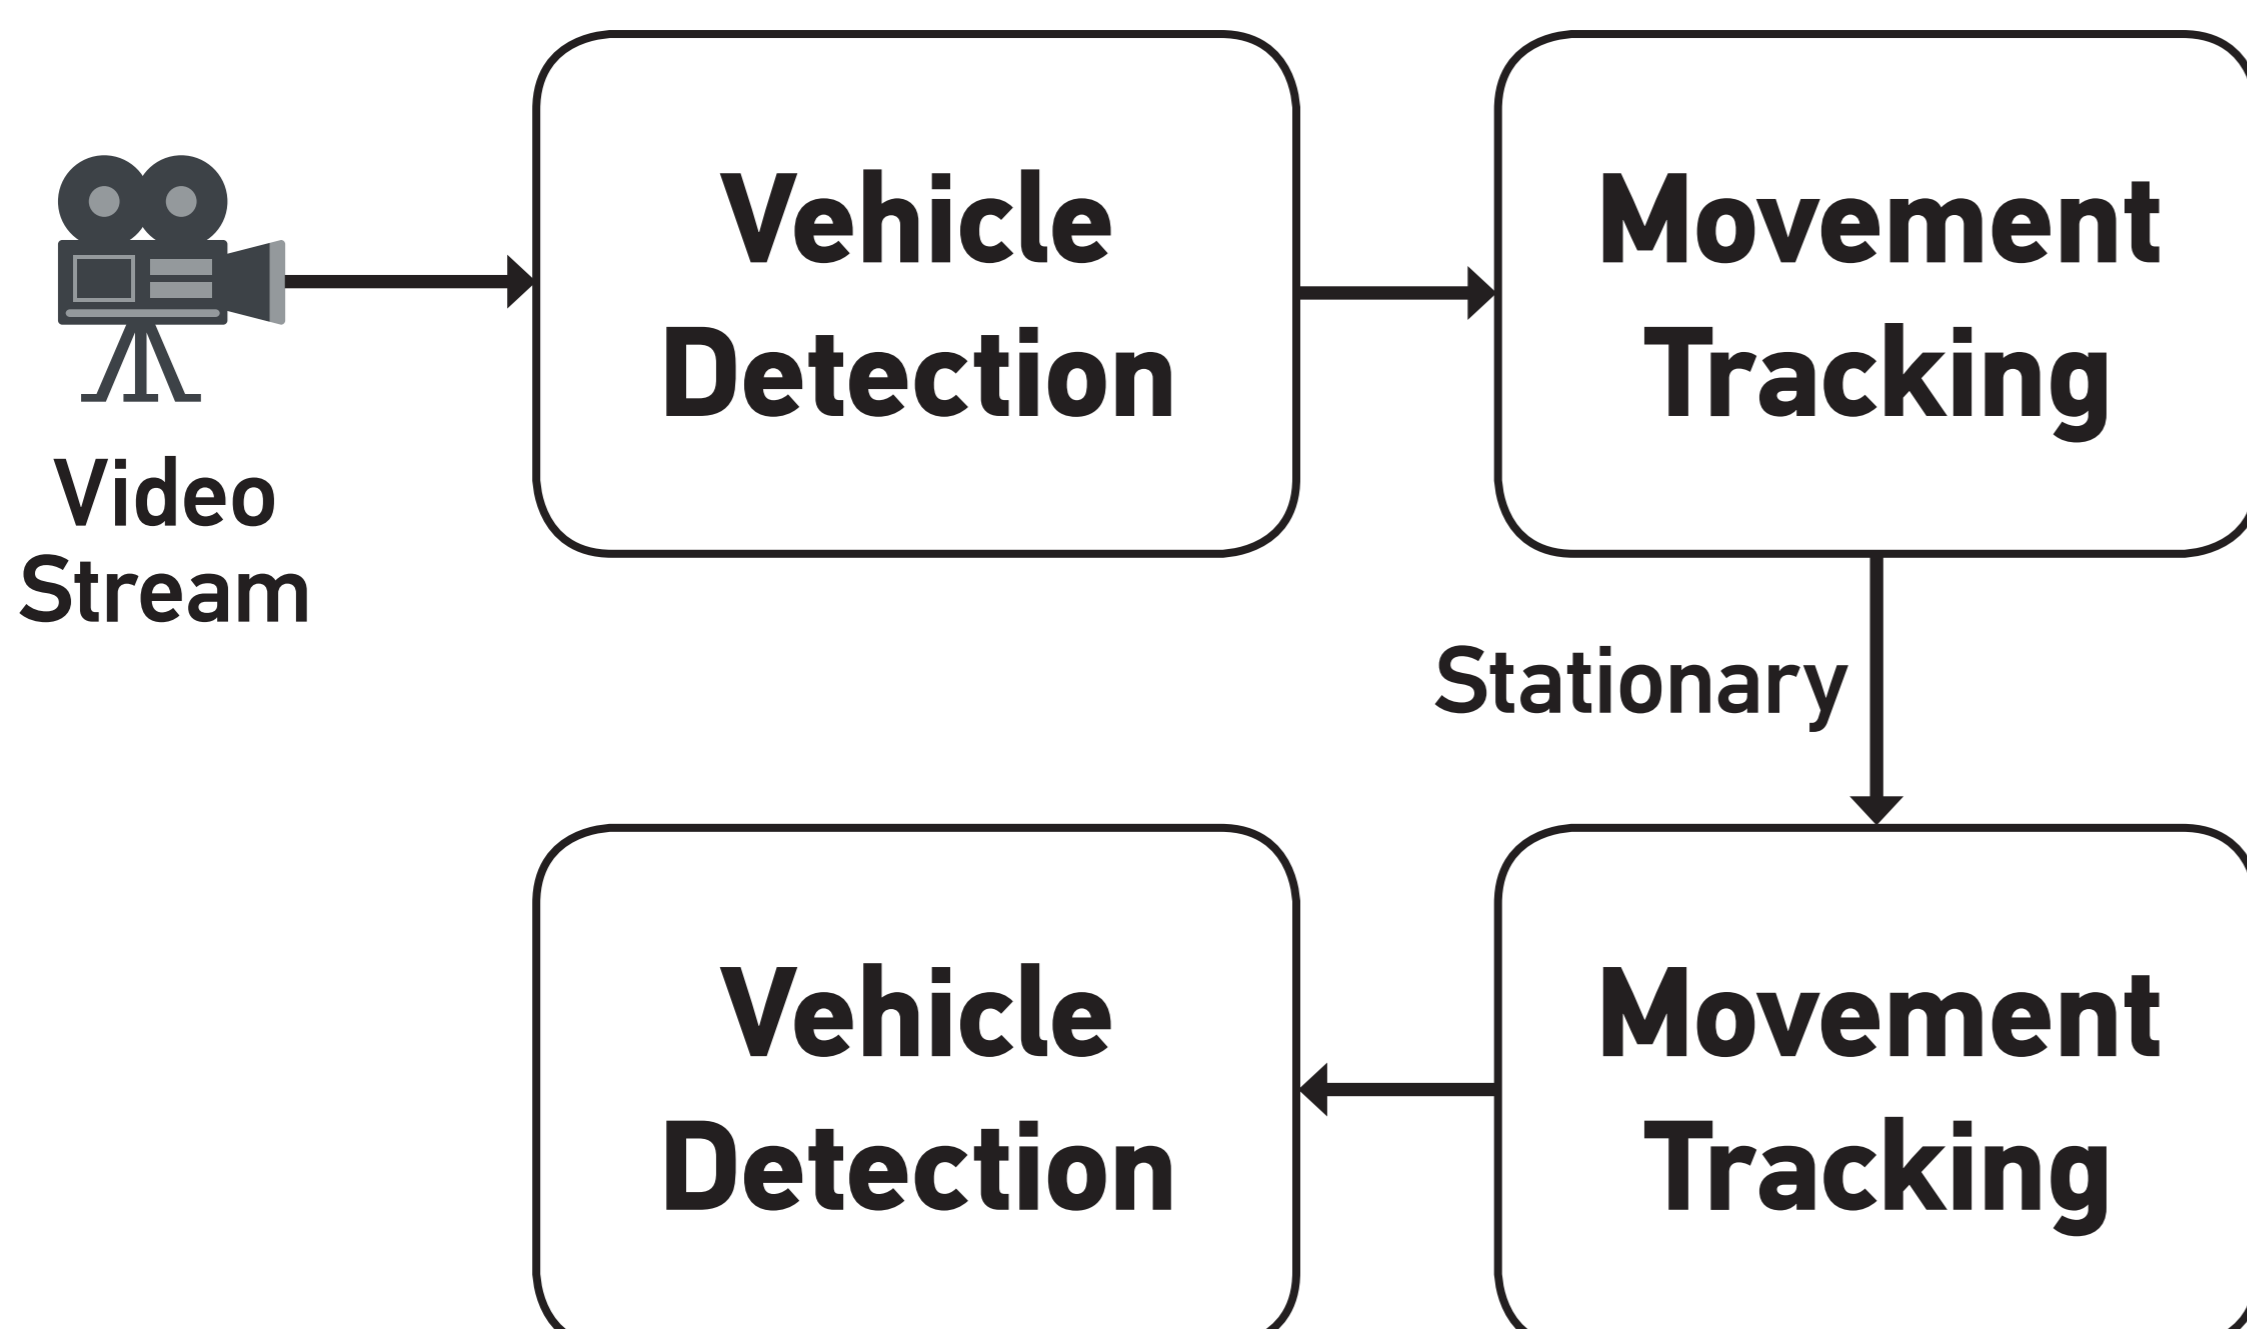 Vehicle
Detection
Movement
Tracking
Video
Stream
Stationary
Vehicle
Detection
Movement
Tracking